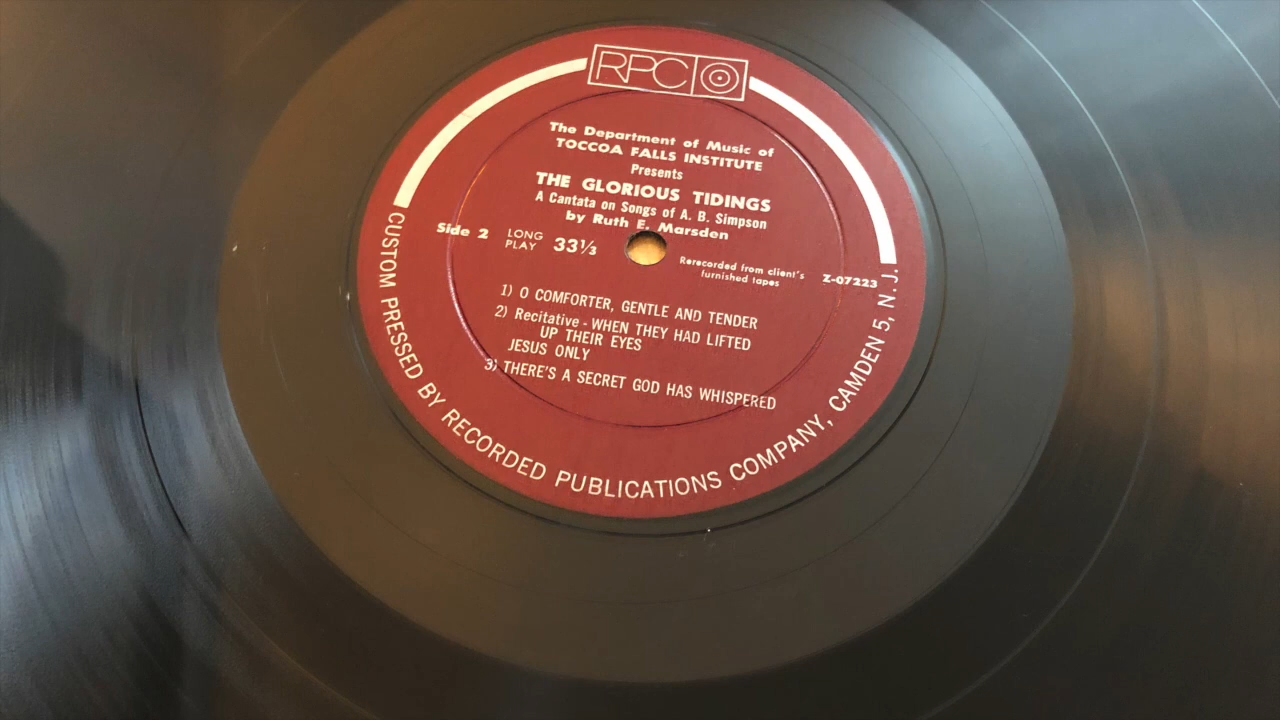 RPC
The Department of Music of
TOCCOA FALLS INSTITUTE
Presents
THE GLORIOUS TIDINGS
A Cantata on Songs of A. B. Simpson
by Ruth E. Marsden
Side 2
LONG
PLAY
33⅓
Rerecorded from client's
furnished tapes
Z-07223
1) O COMFORTER, GENTLE AND TENDER
2) Recitative - WHEN THEY HAD LIFTED
UP THEIR EYES
JESUS ONLY
3) THERE'S A SECRET GOD HAS WHISPERED
CUSTOM PRESSED BY RECORDED PUBLICATIONS COMPANY, CAMDEN 5, N. J.